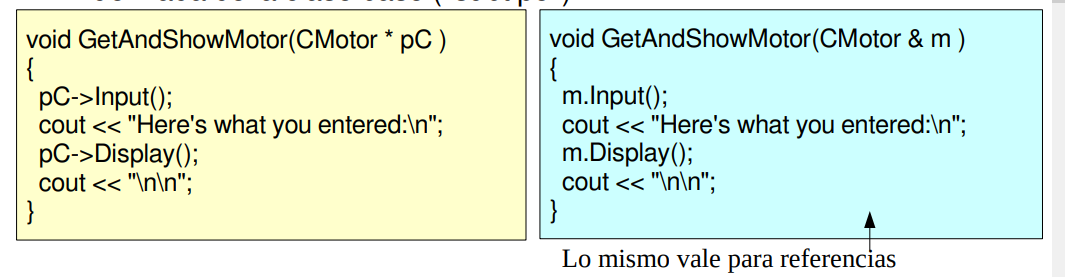 void GetAndShowMotor(CMotor * pC )
{
pC->Input();
cout << "Here's what you entered:\n";
pC->Display();
cout << "\n\n";
}
void GetAndShowMotor(CMotor & m )
{
m.Input();
cout << "Here's what you entered:\n";
m.Display();
cout << "\n\n";
}
Lo mismo vale para referencias